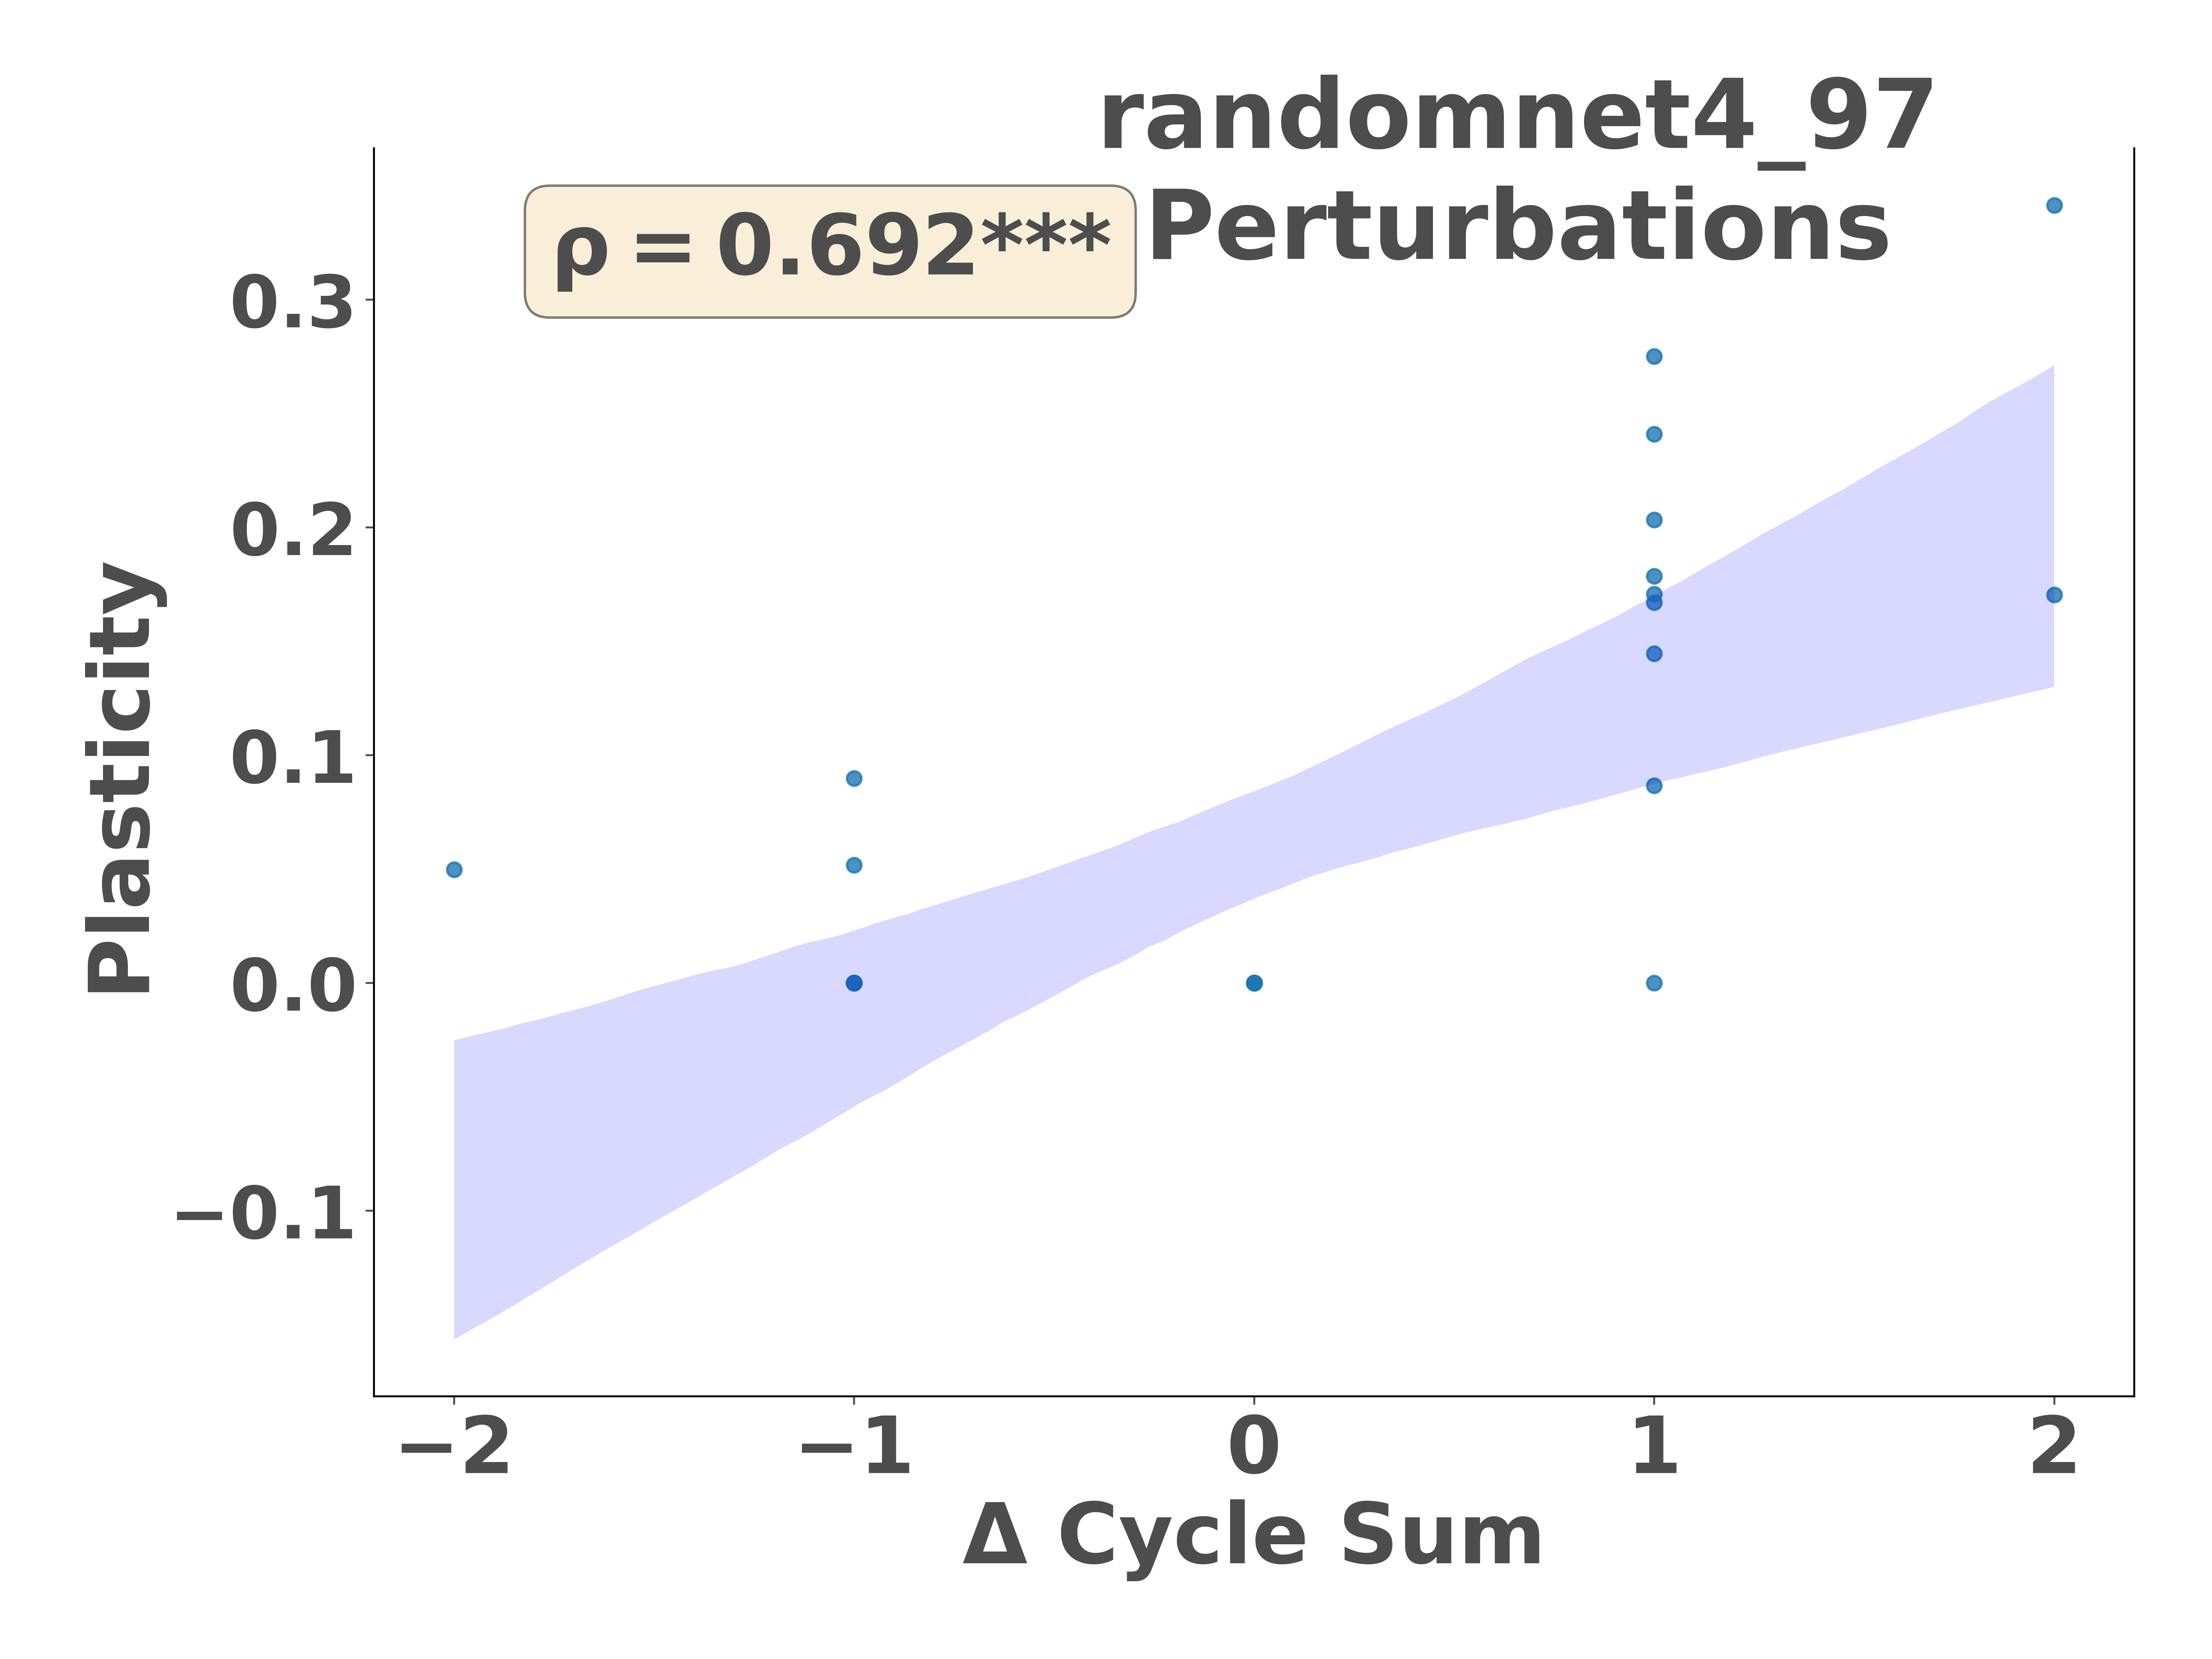 randomnet4_97
Perturbations
ρ = 0.692***
Plasticity
0.3
0.2
0.1
0.0
−0.1
−2 −1 0 1 2
Δ Cycle Sum